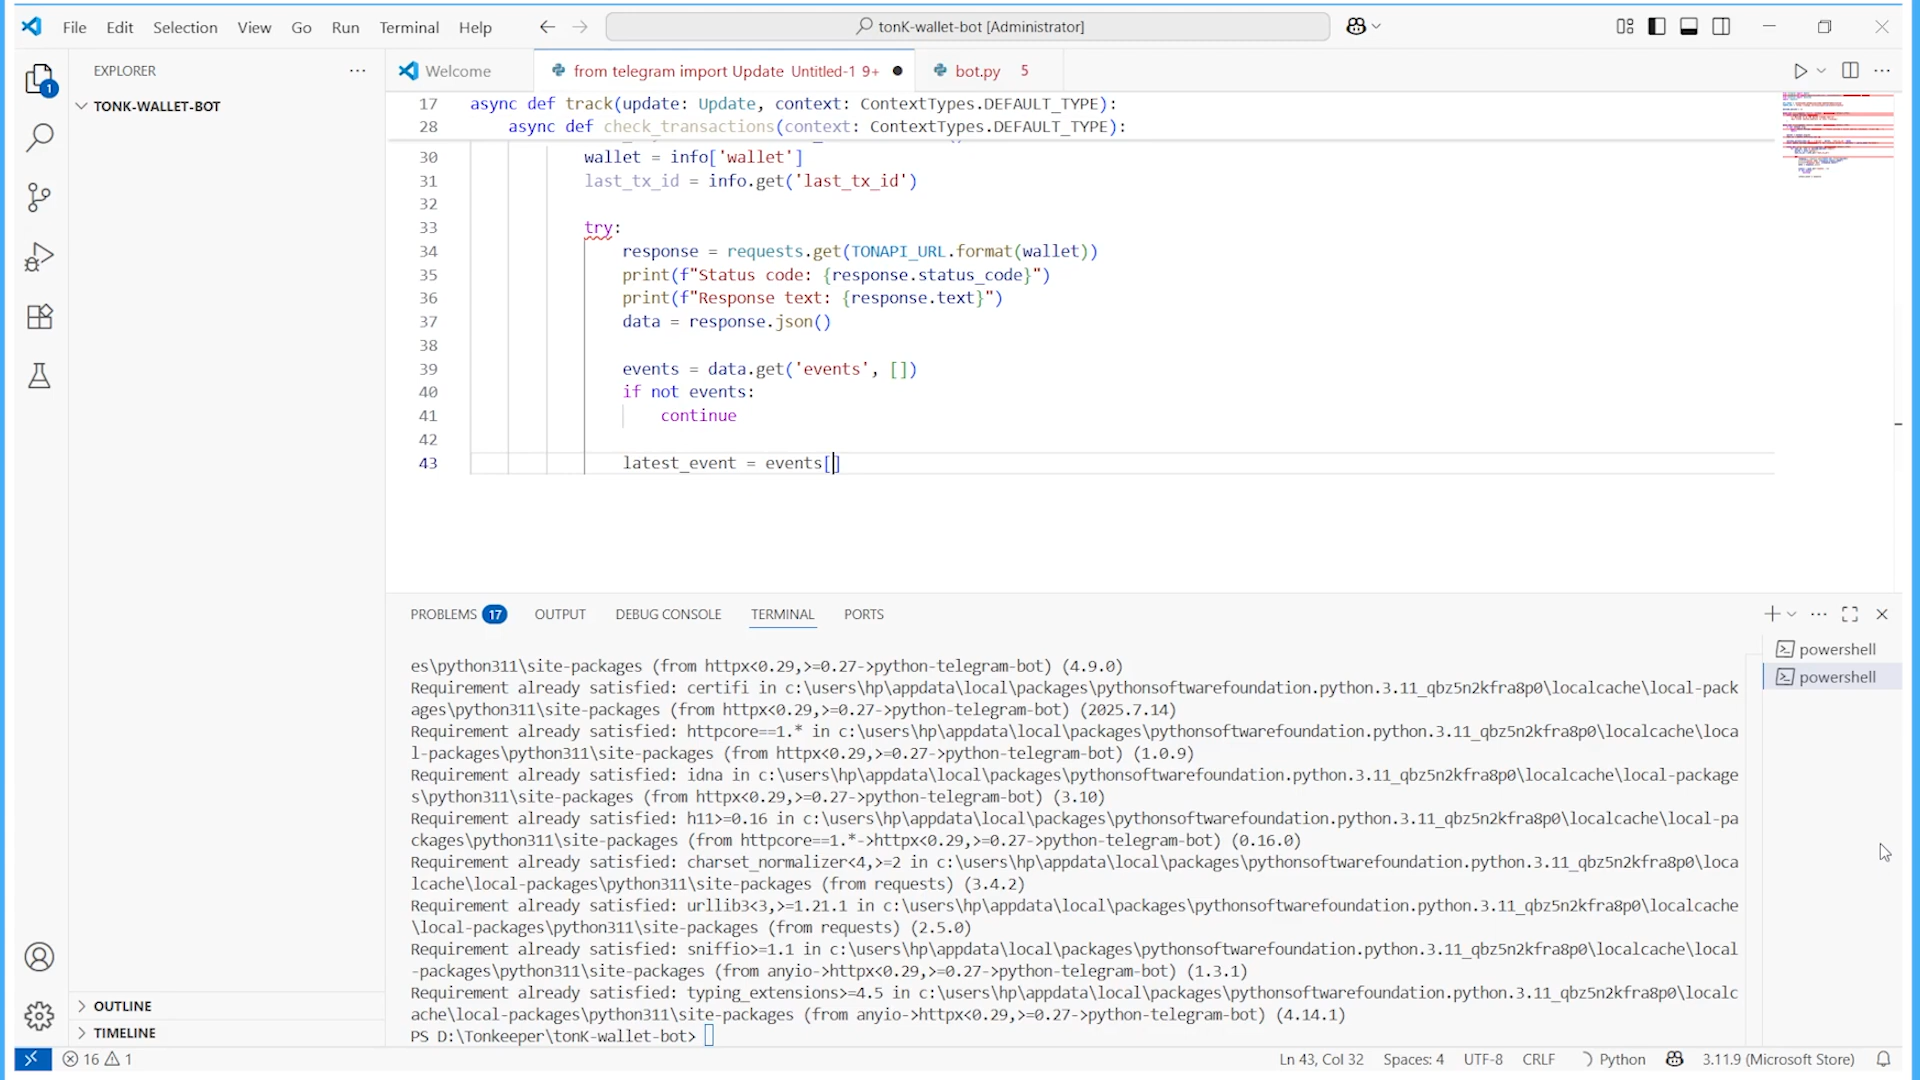 File Edit Selection View Go Run Terminal Help
tonK-wallet-bot [Administrator]
EXPLORER
Welcome
from telegram import Update Untitled-1 9+
bot.py 5
1
TONK-WALLET-BOT
17 async def track(update: Update, context: ContextTypes.DEFAULT_TYPE):
28 async def check_transactions(context: ContextTypes.DEFAULT_TYPE):
30 wallet = info['wallet']
31 last_tx_id = info.get('last_tx_id')
32
33 try:
34 response = requests.get(TONAPI_URL.format(wallet))
35 print(f"Status code: {response.status_code}")
36 print(f"Response text: {response.text}")
37 data = response.json()
38
39 events = data.get('events', [])
40 if not events:
41 continue
42
43 latest_event = events[]
PROBLEMS 17 OUTPUT DEBUG CONSOLE TERMINAL PORTS
powershell
powershell
es\python311\site-packages (from httpx<0.29,>=0.27->python-telegram-bot) (4.9.0)
Requirement already satisfied: certifi in c:\users\hp\appdata\local\packages\pythonsoftwarefoundation.python.3.11_qbz5n2kfra8p0\localcache\local-pack
ages\python311\site-packages (from httpx<0.29,>=0.27->python-telegram-bot) (2025.7.14)
Requirement already satisfied: httpcore==1.* in c:\users\hp\appdata\local\packages\pythonsoftwarefoundation.python.3.11_qbz5n2kfra8p0\localcache\loca
l-packages\python311\site-packages (from httpx<0.29,>=0.27->python-telegram-bot) (1.0.9)
Requirement already satisfied: idna in c:\users\hp\appdata\local\packages\pythonsoftwarefoundation.python.3.11_qbz5n2kfra8p0\localcache\local-package
s\python311\site-packages (from httpx<0.29,>=0.27->python-telegram-bot) (3.10)
Requirement already satisfied: h11>=0.16 in c:\users\hp\appdata\local\packages\pythonsoftwarefoundation.python.3.11_qbz5n2kfra8p0\localcache\local-pa
ckages\python311\site-packages (from httpcore==1.*->httpx<0.29,>=0.27->python-telegram-bot) (0.16.0)
Requirement already satisfied: charset_normalizer<4,>=2 in c:\users\hp\appdata\local\packages\pythonsoftwarefoundation.python.3.11_qbz5n2kfra8p0\loca
lcache\local-packages\python311\site-packages (from requests) (3.4.2)
Requirement already satisfied: urllib3<3,>=1.21.1 in c:\users\hp\appdata\local\packages\pythonsoftwarefoundation.python.3.11_qbz5n2kfra8p0\localcache
\local-packages\python311\site-packages (from requests) (2.5.0)
Requirement already satisfied: sniffio>=1.1 in c:\users\hp\appdata\local\packages\pythonsoftwarefoundation.python.3.11_qbz5n2kfra8p0\localcache\local
-packages\python311\site-packages (from anyio->httpx<0.29,>=0.27->python-telegram-bot) (1.3.1)
Requirement already satisfied: typing_extensions>=4.5 in c:\users\hp\appdata\local\packages\pythonsoftwarefoundation.python.3.11_qbz5n2kfra8p0\localc
ache\local-packages\python311\site-packages (from anyio->httpx<0.29,>=0.27->python-telegram-bot) (4.14.1)
PS D:\Tonkeeper\tonK-wallet-bot>
OUTLINE
TIMELINE
16 1
Ln 43, Col 32 Spaces: 4 UTF-8 CRLF Python 3.11.9 (Microsoft Store)